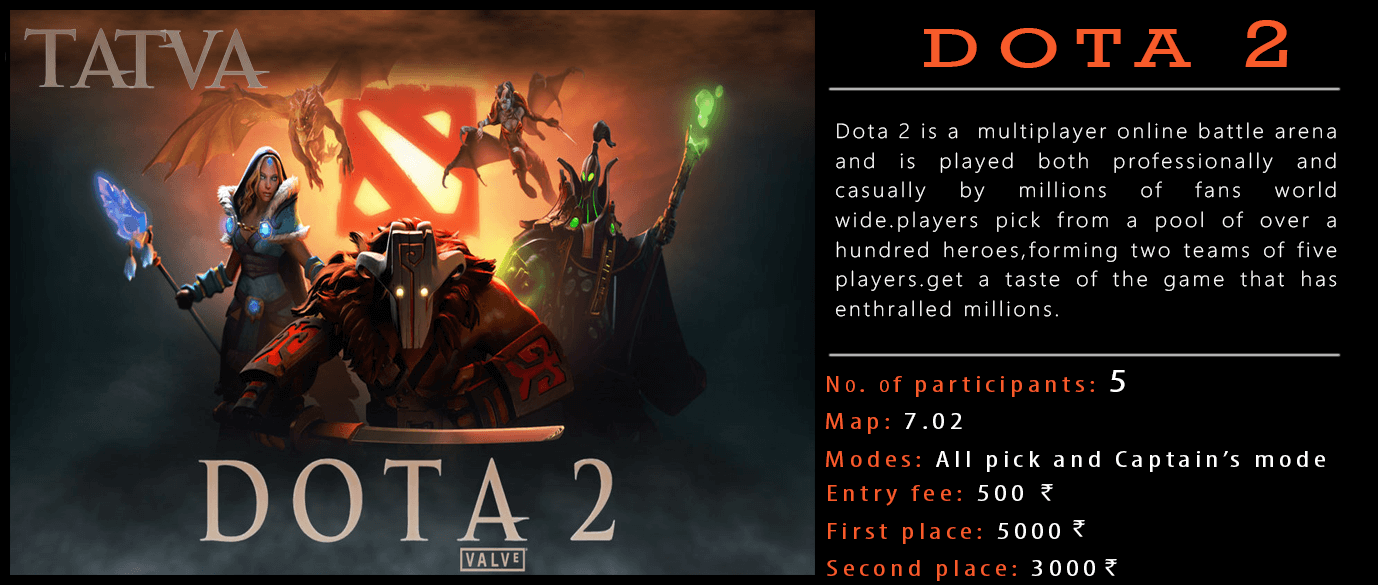 TATVA
DOTA 2
VALVE
DOTA 2
Dota 2 is a multiplayer online battle arena
and is played both professionally and
casually by millions of fans world
wide.players pick from a pool of over a
hundred heroes,forming two teams of five
players.get a taste of the game that has
enthralled millions.
No. of participants: 5
Map: 7.02
Modes: All pick and Captain’s mode
Entry fee: 500 ₹
First place: 5000 ₹
Second place: 3000 ₹